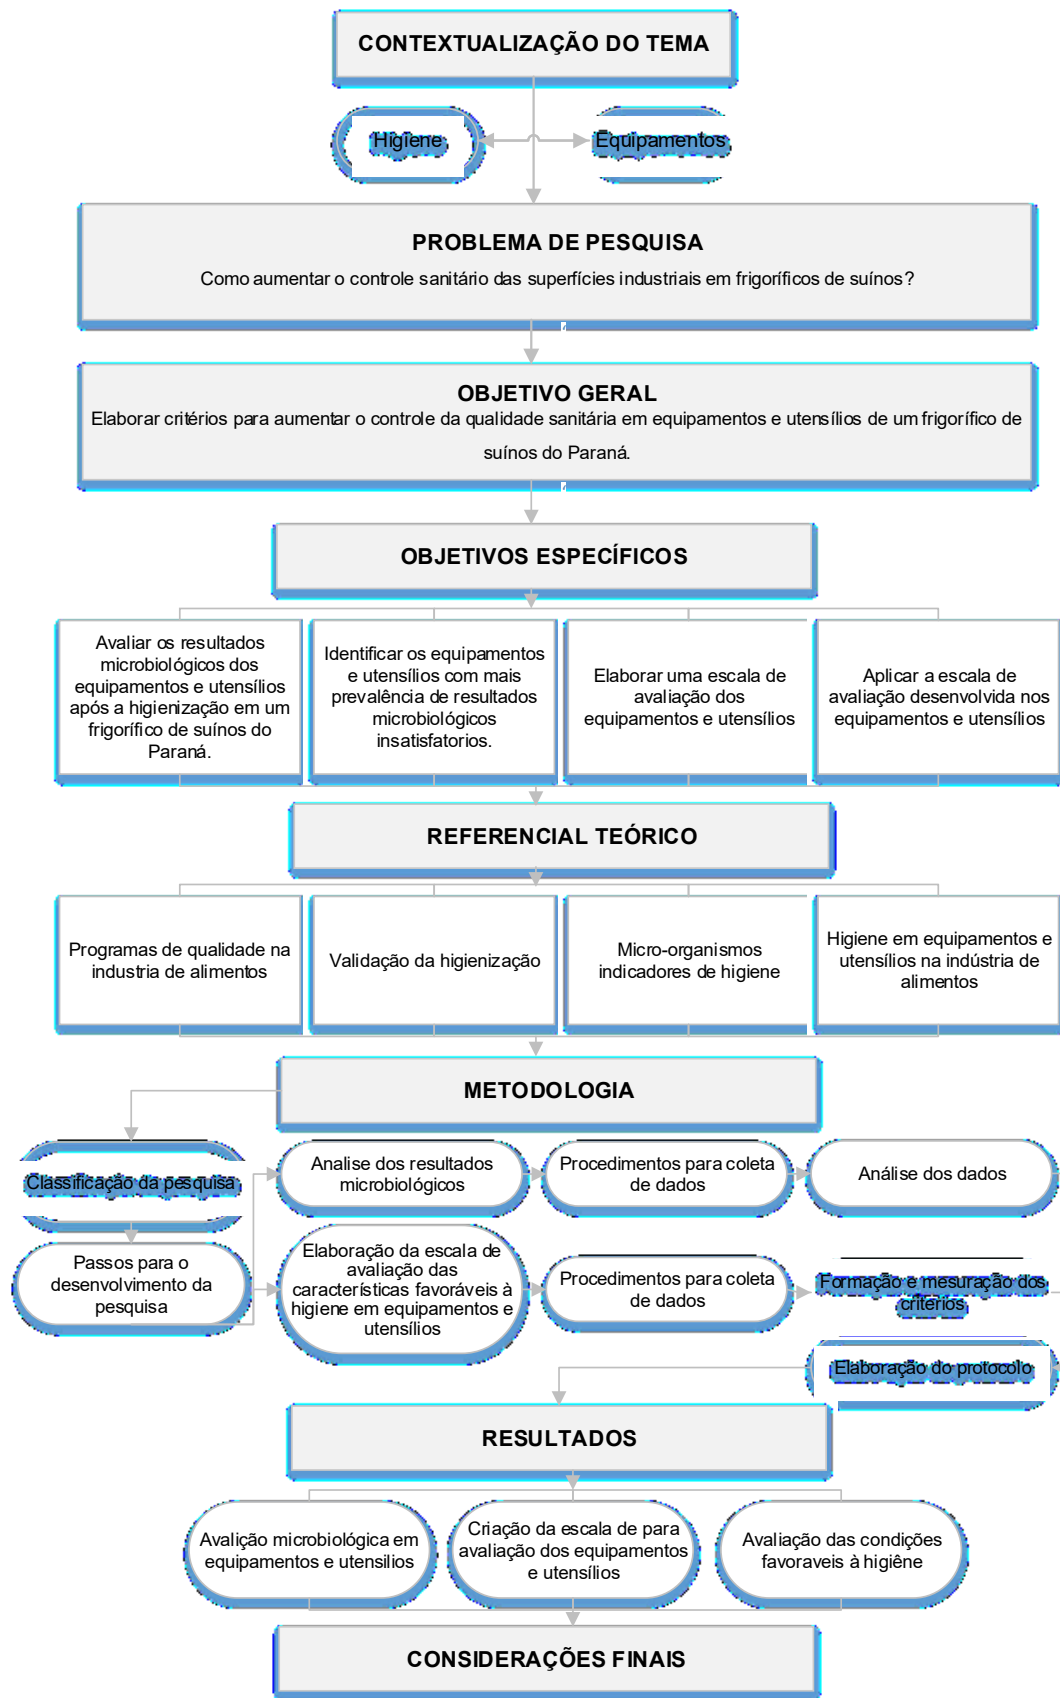 CONTEXTUALIZAÇÃO DO TEMA
Higiene
Equipamentos
PROBLEMA DE PESQUISA
Como aumentar o controle sanitário das superfícies industriais em frigoríficos de suínos?
OBJETIVO GERAL
Elaborar critérios para aumentar o controle da qualidade sanitária em equipamentos e utensílios de um frigorífico de
suínos do Paraná.
OBJETIVOS ESPECÍFICOS
Avaliar os resultados
microbiológicos dos
equipamentos e utensílios
após a higienização em um
frigorífico de suínos do
Paraná.
Identificar os equipamentos
e utensílios com mais
prevalência de resultados
microbiológicos
insatisfatorios.
Elaborar uma escala de
avaliação dos
equipamentos e utensílios
Aplicar a escala de
avaliação desenvolvida nos
equipamentos e utensílios
REFERENCIAL TEÓRICO
Programas de qualidade na
industria de alimentos
Validação da higienização
Micro-organismos
indicadores de higiene
Higiene em equipamentos e
utensílios na indústria de
alimentos
METODOLOGIA
Classificação da pesquisa
Analise dos resultados
microbiológicos
Procedimentos para coleta
de dados
Análise dos dados
Passos para o
desenvolvimento da
pesquisa
Elaboração da escala de
avaliação das
características favoráveis à
higiene em equipamentos e
utensílios
Procedimentos para coleta
de dados
Formação e mesuração dos
critérios
Elaboração do protocolo
RESULTADOS
Avalição microbiológica em
equipamentos e utensilios
Criação da escala de para
avaliação dos equipamentos
e utensílios
Avaliação das condições
favoraveis à higiêne
CONSIDERAÇÕES FINAIS